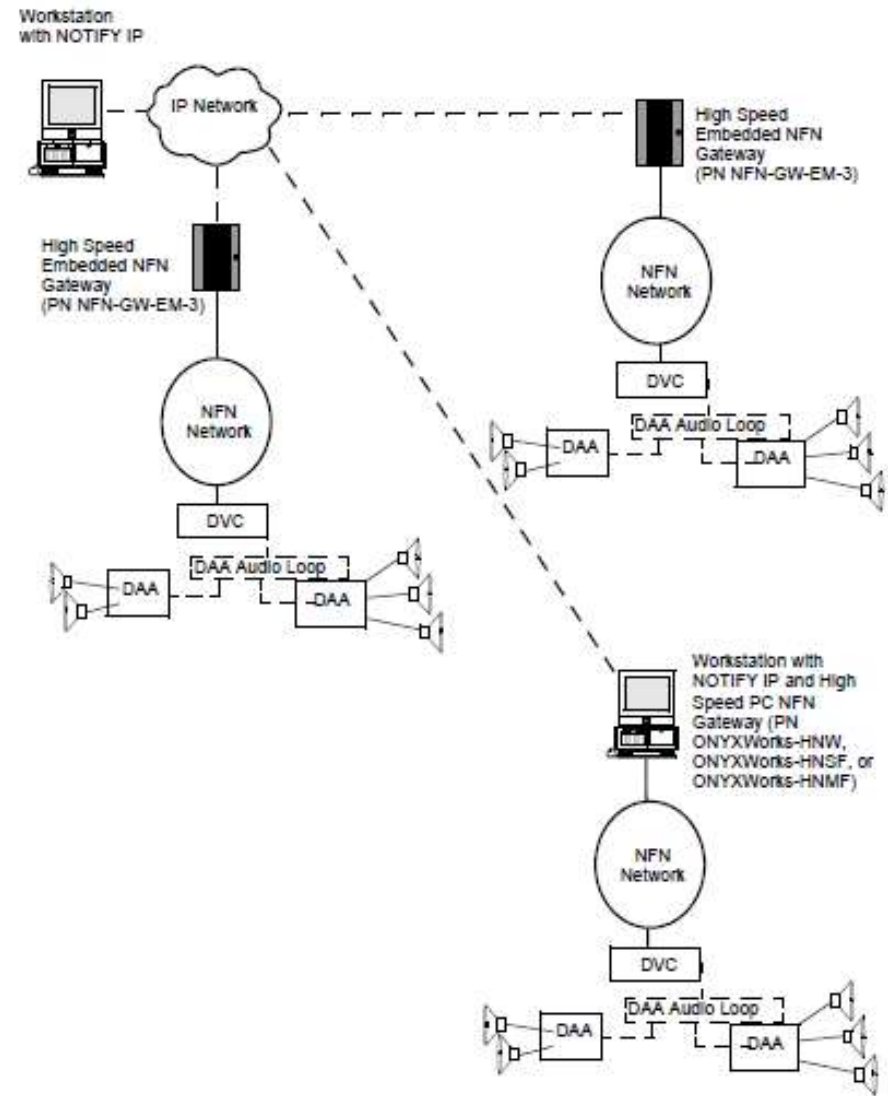 Workstation
with NOTIFY IP
IP Network
High Speed
Embedded NFN
Gateway
(PN NFN-GW-EM-3)
NFN
Network
DVC
DAA Audio Loop
DAA
DAA
High Speed
Embedded NFN
Gateway
(PN NFN-GW-EM-3)
NFN
Network
DVC
DAA Audio Loop
DAA
DAA
Workstation with
NOTIFY IP and High
Speed PC NFN
Gateway (PN
ONYXWorks-HNW,
ONYXWorks-HNSF, or
ONYXWorks-HNMF)
NFN
Network
DVC
DAA Audio Loop
DAA
DAA